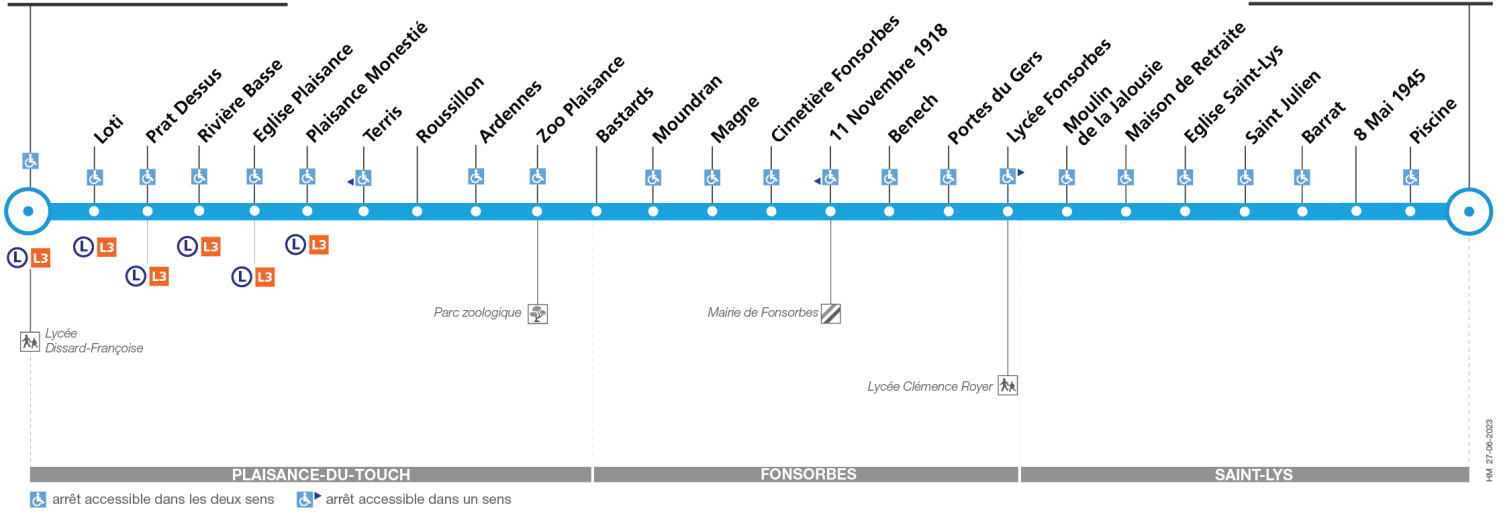 Loti
Prat Dessus
Rivière Basse
Eglise Plaisance
Plaisance Monestié
Terris
Roussillon
Ardennes
Zoo Plaisance
Bastards
Moundran
Magne
Cimetière Fonsorbes
11 Novembre 1918
Benech
Portes du Gers
Lycée Fonsorbes
Moulin
de la Jalousie
Maison de Retraite
Eglise Saint-Lys
Saint Julien
Barrat
8 Mai 1945
Piscine
L L3
L L3
L L3
L L3
L L3
L L3
Parc zoologique
Mairie de Fonsorbes
Lycée
Dissard-Françoise
Lycée Clémence Royer
PLAISANCE-DU-TOUCH
FONSORBES
SAINT-LYS
arrêt accessible dans les deux sens
arrêt accessible dans un sens
HM 27-06-2023